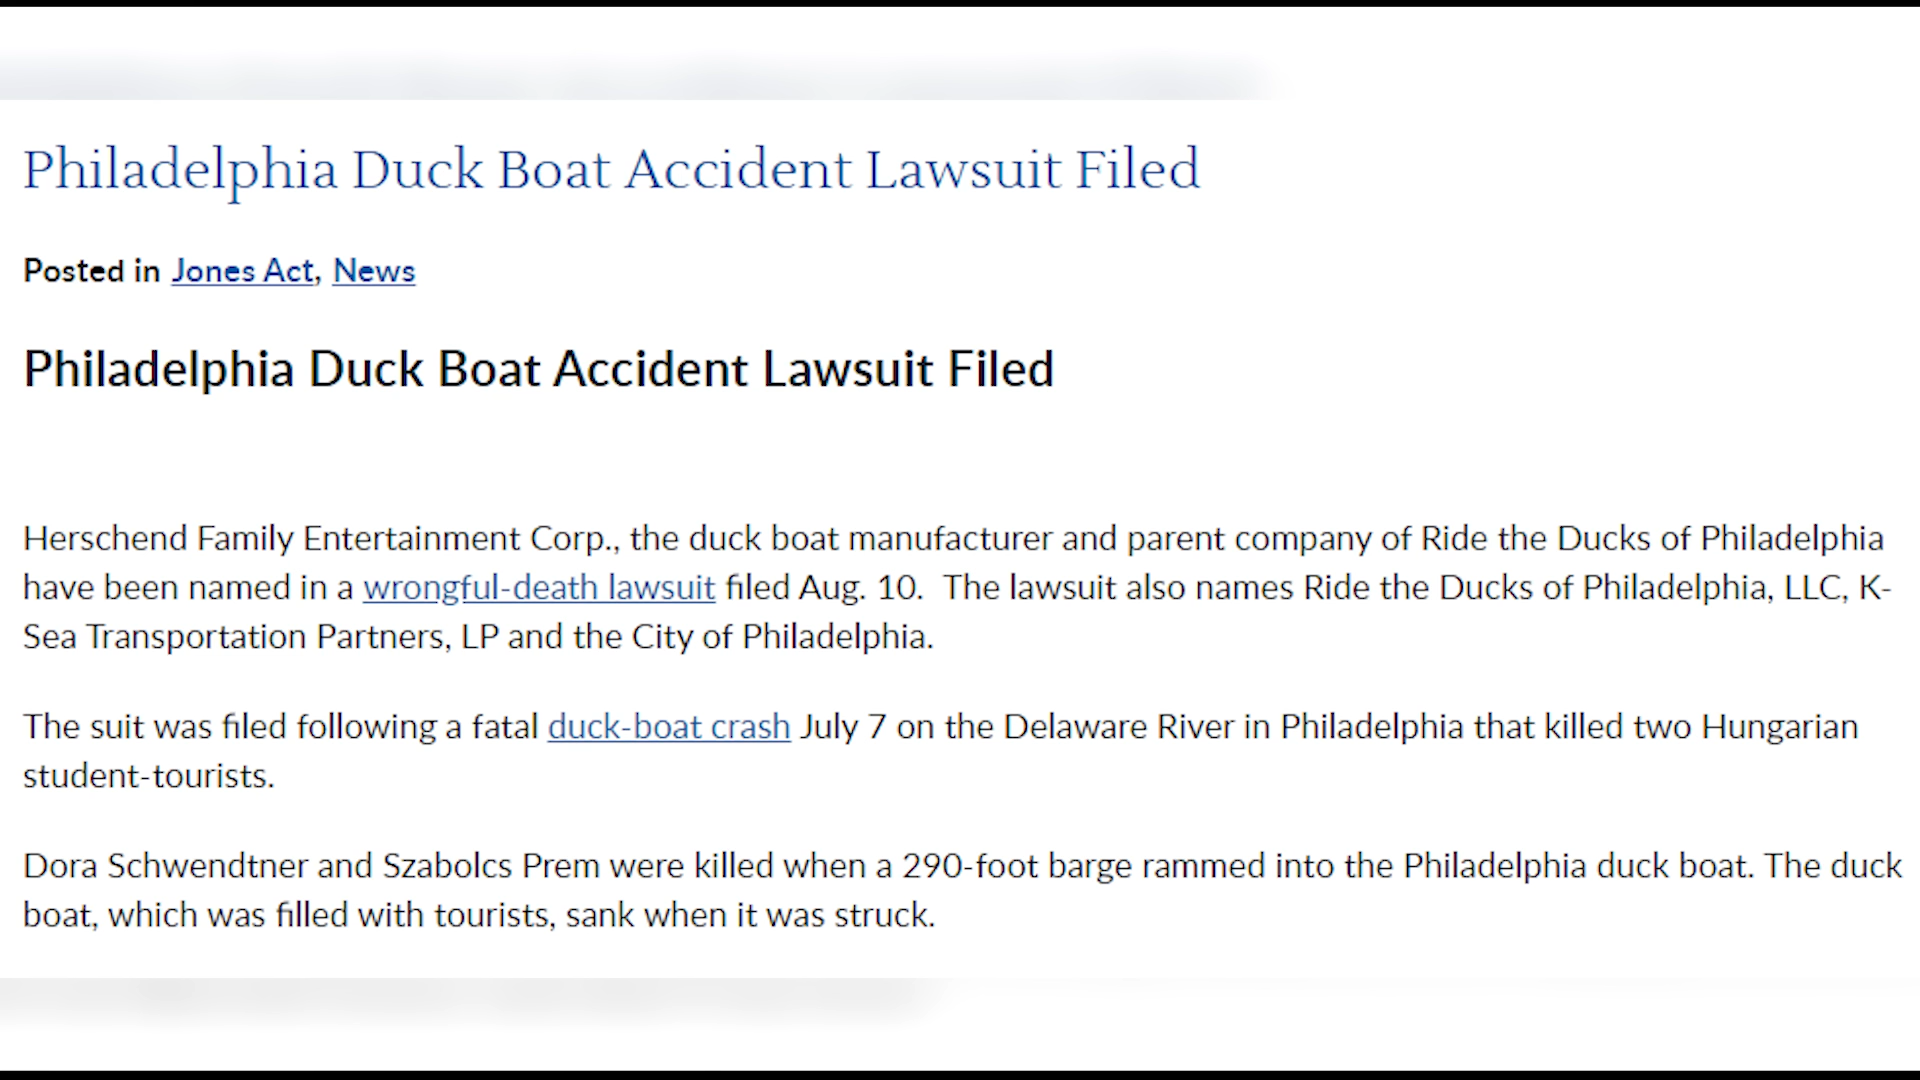 Philadelphia Duck Boat Accident Lawsuit Filed
Posted in Jones Act, News
Philadelphia Duck Boat Accident Lawsuit Filed
Herschend Family Entertainment Corp., the duck boat manufacturer and parent company of Ride the Ducks of Philadelphia
have been named in a wrongful-death lawsuit filed Aug. 10.  The lawsuit also names Ride the Ducks of Philadelphia, LLC, K-
Sea Transportation Partners, LP and the City of Philadelphia.
The suit was filed following a fatal duck-boat crash July 7 on the Delaware River in Philadelphia that killed two Hungarian
student-tourists.
Dora Schwendtner and Szabolcs Prem were killed when a 290-foot barge rammed into the Philadelphia duck boat. The duck
boat, which was filled with tourists, sank when it was struck.